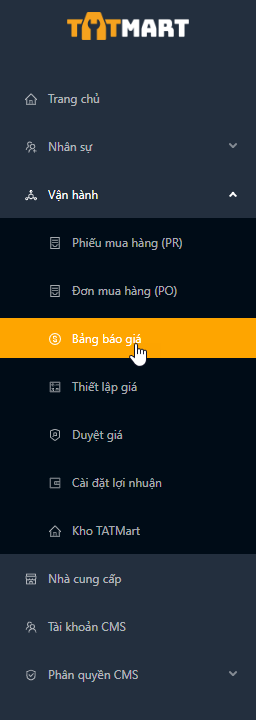 TATMART
Trang chủ
Nhân sự
Vận hành
Phiếu mua hàng (PR)
Đơn mua hàng (PO)
Bảng báo giá
Thiết lập giá
Duyệt giá
Cài đặt lợi nhuận
Kho TATMart
Nhà cung cấp
Tài khoản CMS
Phân quyền CMS